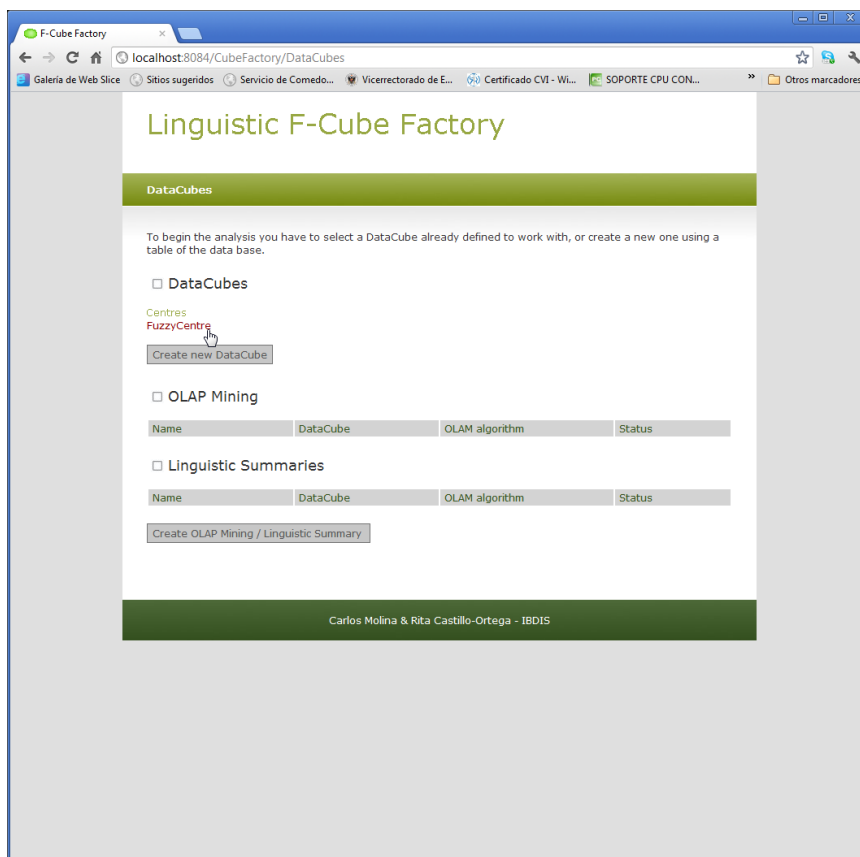 F-Cube Factory
localhost:8084/CubeFactory/DataCubes
Galería de Web Slice Sitios sugeridos Servicio de Comedo... Vicerrectorado de E... Certificado CVI - Wi... SOPORTE CPU CON... » Otros marcadores
Linguistic F-Cube Factory
DataCubes
To begin the analysis you have to select a DataCube already defined to work with, or create a new one using a
table of the data base.
DataCubes
Centres
FuzzyCentre
Create new DataCube
OLAP Mining
Name DataCube OLAM algorithm Status
Linguistic Summaries
Name DataCube OLAM algorithm Status
Create OLAP Mining / Linguistic Summary
Carlos Molina & Rita Castillo-Ortega - IBDIS